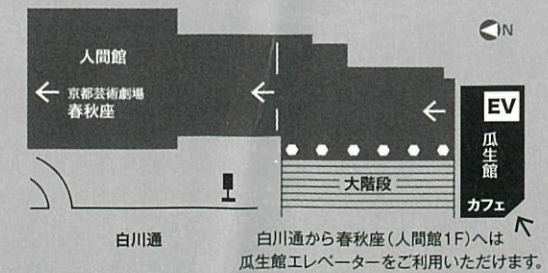 N
人間館
京都芸術劇場
春秋座
EV
瓜生館
カフェ
大階段
白川通
白川通から春秋座(人間館1F)へは
瓜生館エレベーターをご利用いただけます。